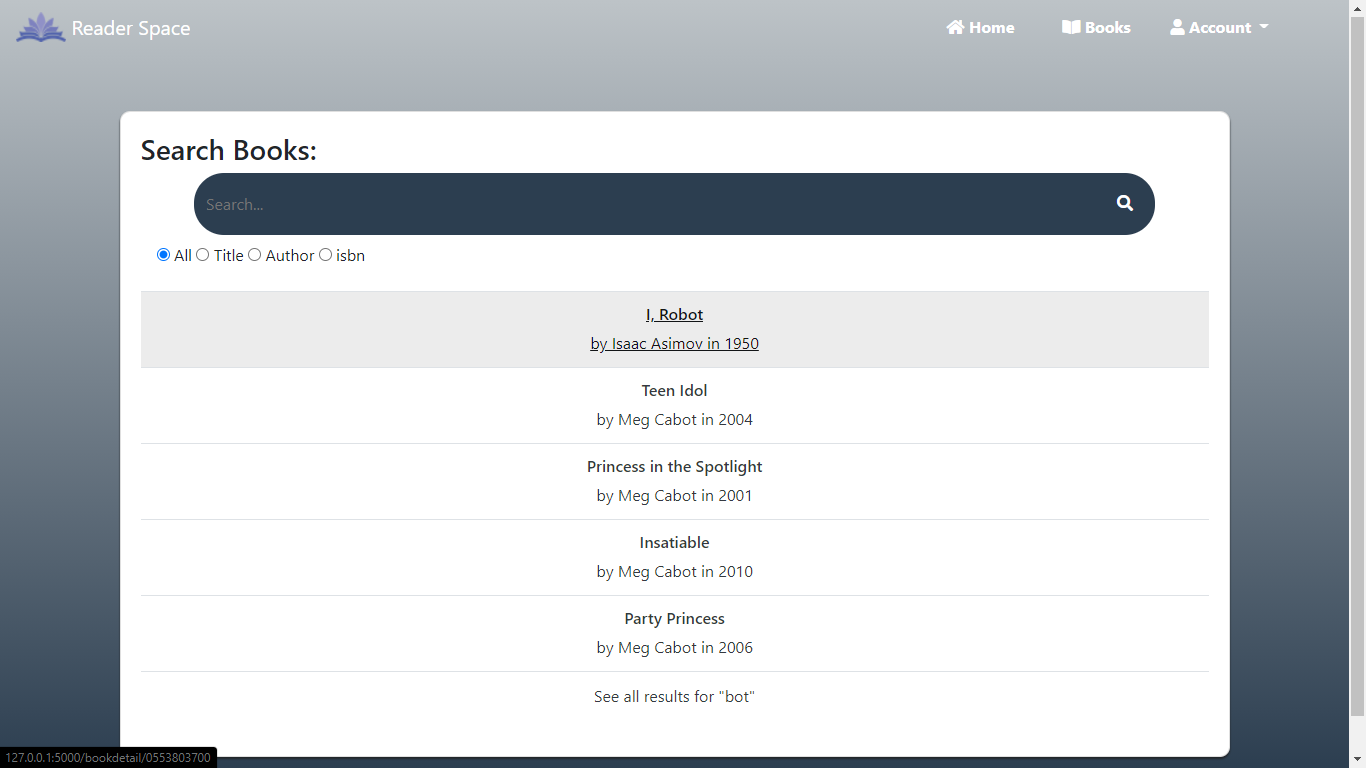 Reader Space
Home
Books
Account
Search Books:
Search...
All Title Author isbn
I, Robot
by Isaac Asimov in 1950
Teen Idol
by Meg Cabot in 2004
Princess in the Spotlight
by Meg Cabot in 2001
Insatiable
by Meg Cabot in 2010
Party Princess
by Meg Cabot in 2006
See all results for "bot"
127.0.0.1:5000/bookdetail/0553803700